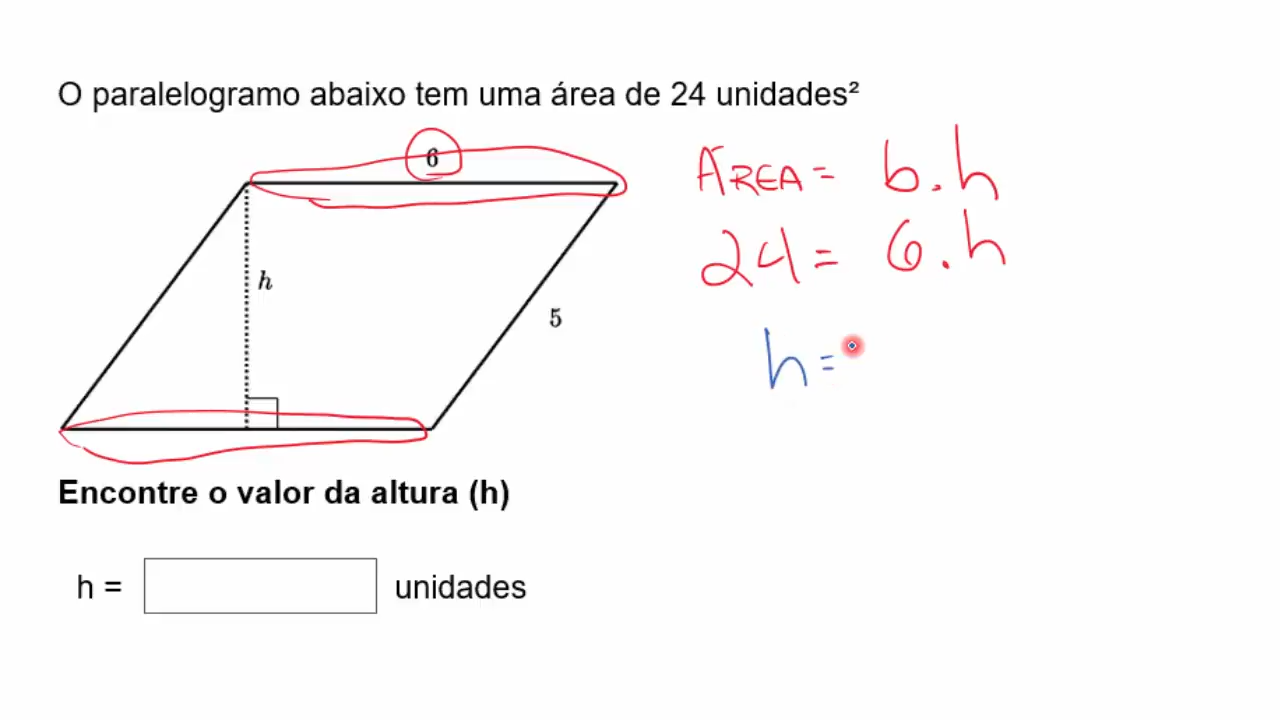 O paralelogramo abaixo tem uma área de 24 unidades²
6
h
5
ÁREA = b.h
24 = 6.h
h =
Encontre o valor da altura (h)
h = unidades